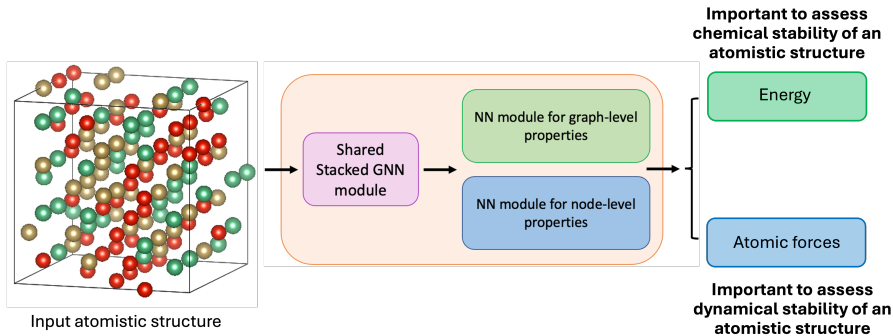 Important to assess
chemical stability of an
atomistic structure
Energy
NN module for graph-level
properties
Shared
Stacked GNN
module
NN module for node-level
properties
Atomic forces
Important to assess
dynamical stability of an
atomistic structure
Input atomistic structure